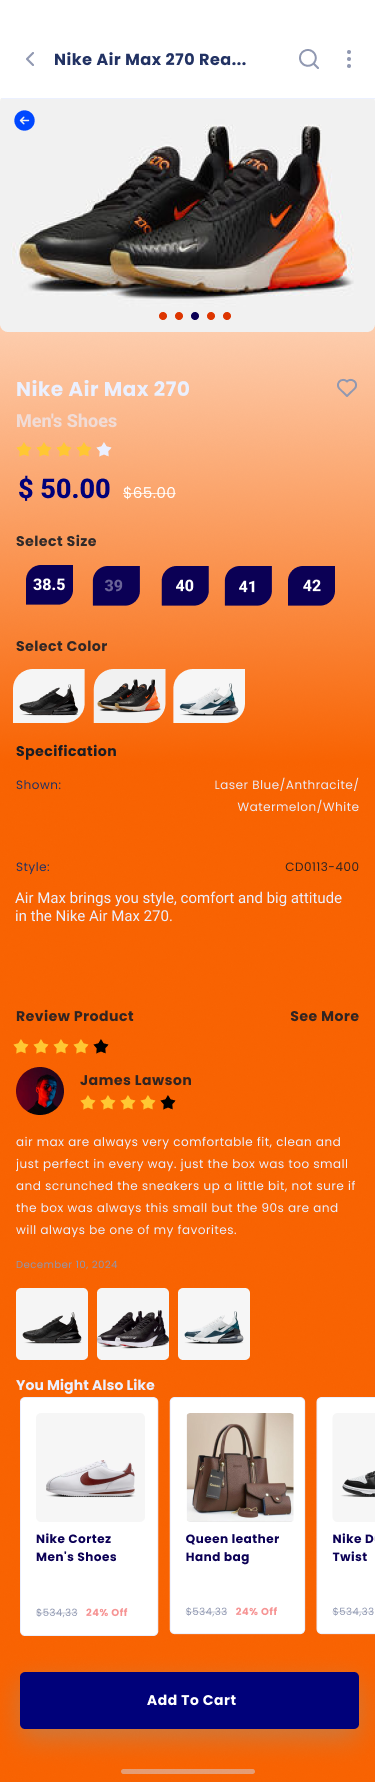 Nike Air Max 270 Rea...
Nike Air Max 270
Men's Shoes
$ 50.00 $65.00
Select Size
38.5 39 40 41 42
Select Color
Specification
Shown: Laser Blue/Anthracite/
Watermelon/White
Style: CD0113-400
Air Max brings you style, comfort and big attitude
in the Nike Air Max 270.
Review Product See More
James Lawson
air max are always very comfortable fit, clean and
just perfect in every way. just the box was too small
and scrunched the sneakers up a little bit, not sure if
the box was always this small but the 90s are and
will always be one of my favorites.
December 10, 2024
You Might Also Like
Nike Cortez
Men's Shoes
$534,33 24% Off
Queen leather
Hand bag
$534,33 24% Off
Nike D
Twist
$534,33
Add To Cart